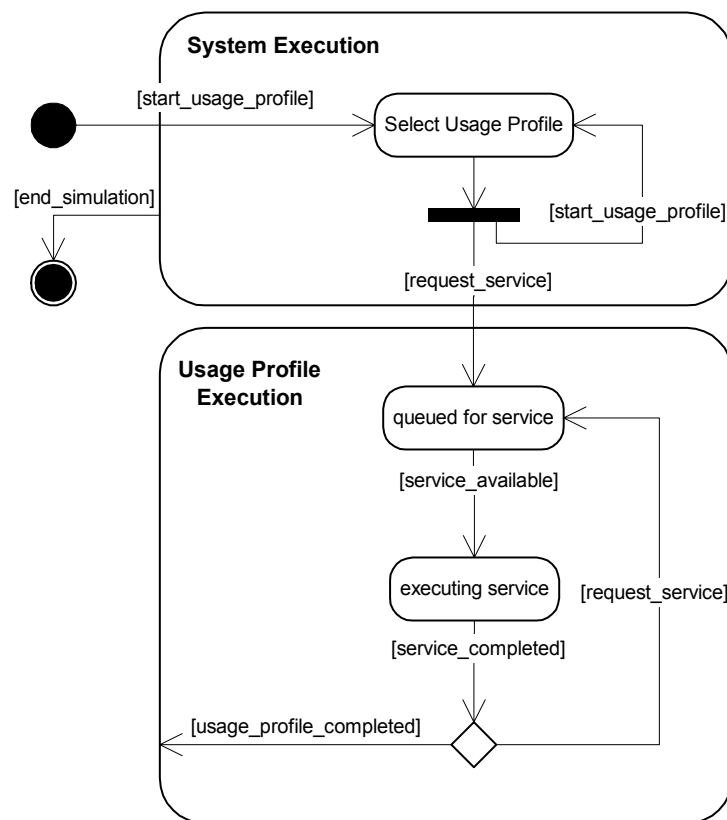 System Execution
[start_usage_profile]
Select Usage Profile
[end_simulation]
[start_usage_profile]
[request_service]
Usage Profile
Execution
queued for service
[service_available]
executing service
[request_service]
[service_completed]
[usage_profile_completed]